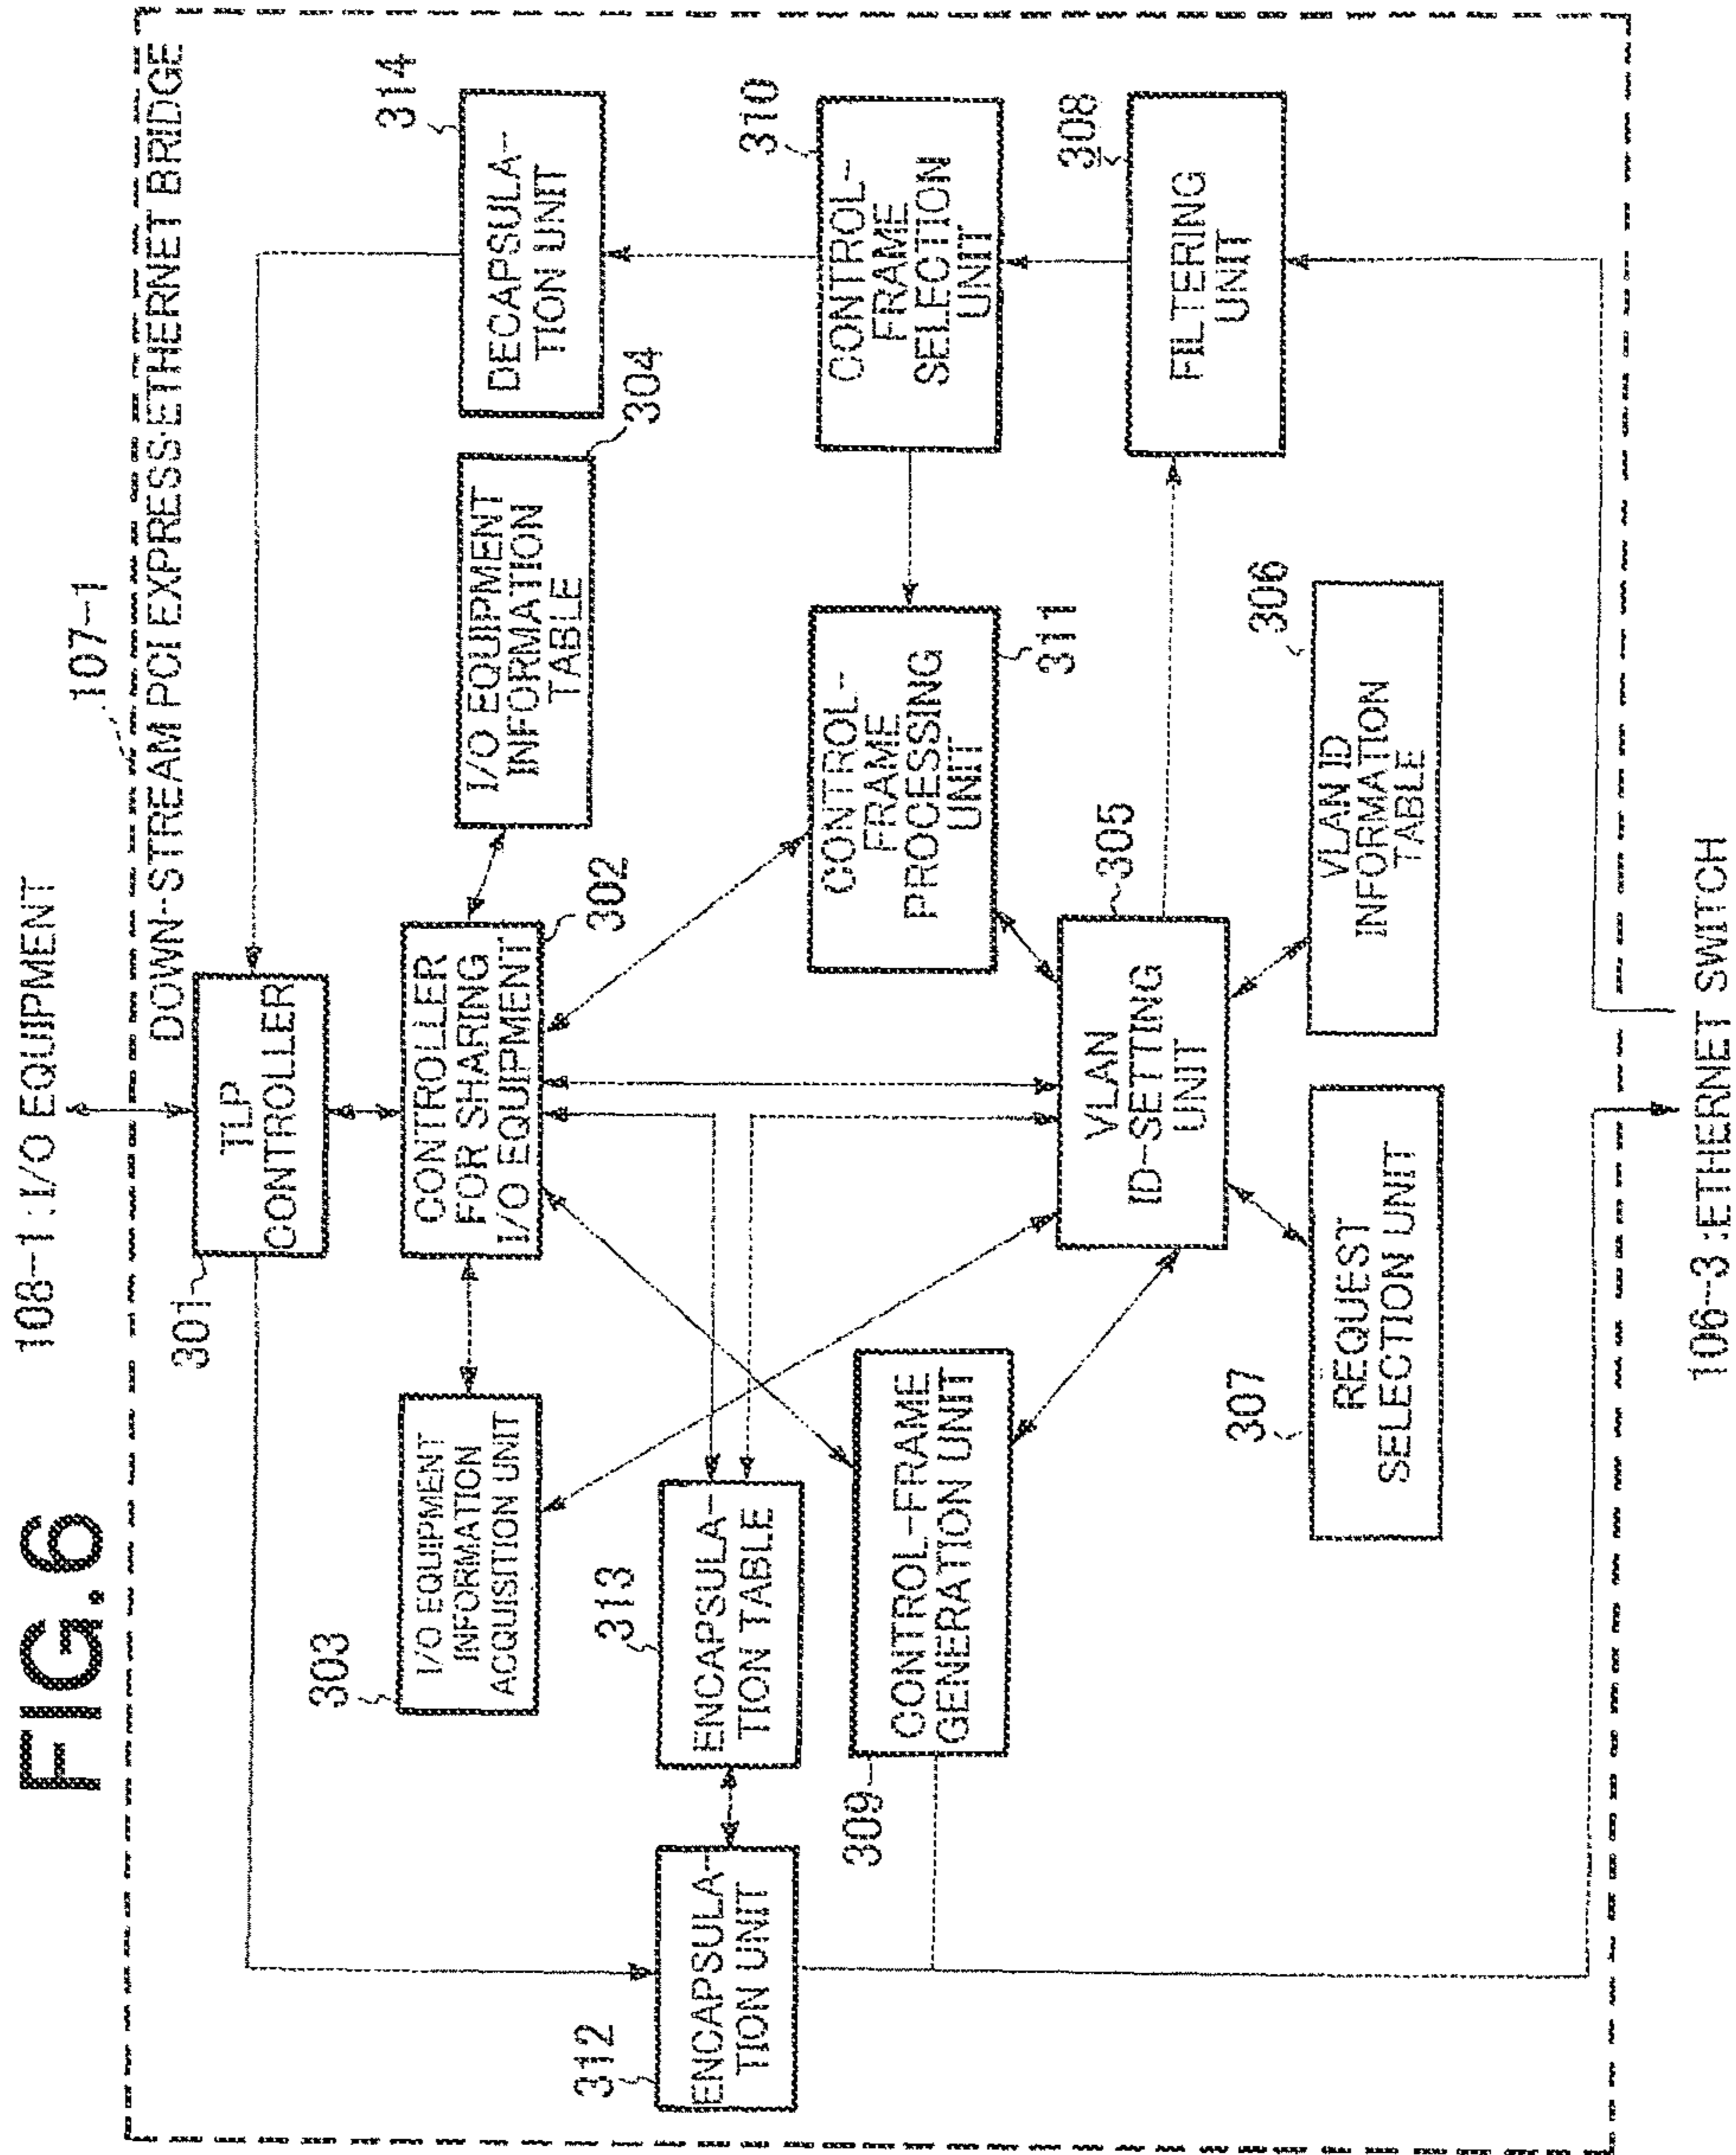 FIG.6
108-1:I/O EQUIPMENT
107-1
DOWN-STREAM PCI EXPRESS·ETHERNET BRIDGE
301
TLP
CONTROLLER
314
DECAPSULA-
TION UNIT
303
I/O EQUIPMENT
INFORMATION
ACQUISITION UNIT
CONTROLLER
FOR SHARING
I/O EQUIPMENT
302
I/O EQUIPMENT
INFORMATION
TABLE
304
312
ENCAPSULA-
TION UNIT
313
ENCAPSULA-
TION TABLE
309
CONTROL-FRAME
GENERATION UNIT
CONTROL-
FRAME
PROCESSING
UNIT
311
310
CONTROL-
FRAME
SELECTION
UNIT
305
VLAN
ID-SETTING
UNIT
308
FILTERING
UNIT
307
REQUEST
SELECTION UNIT
306
VLAN ID
INFORMATION
TABLE
106-3:ETHERNET SWITCH